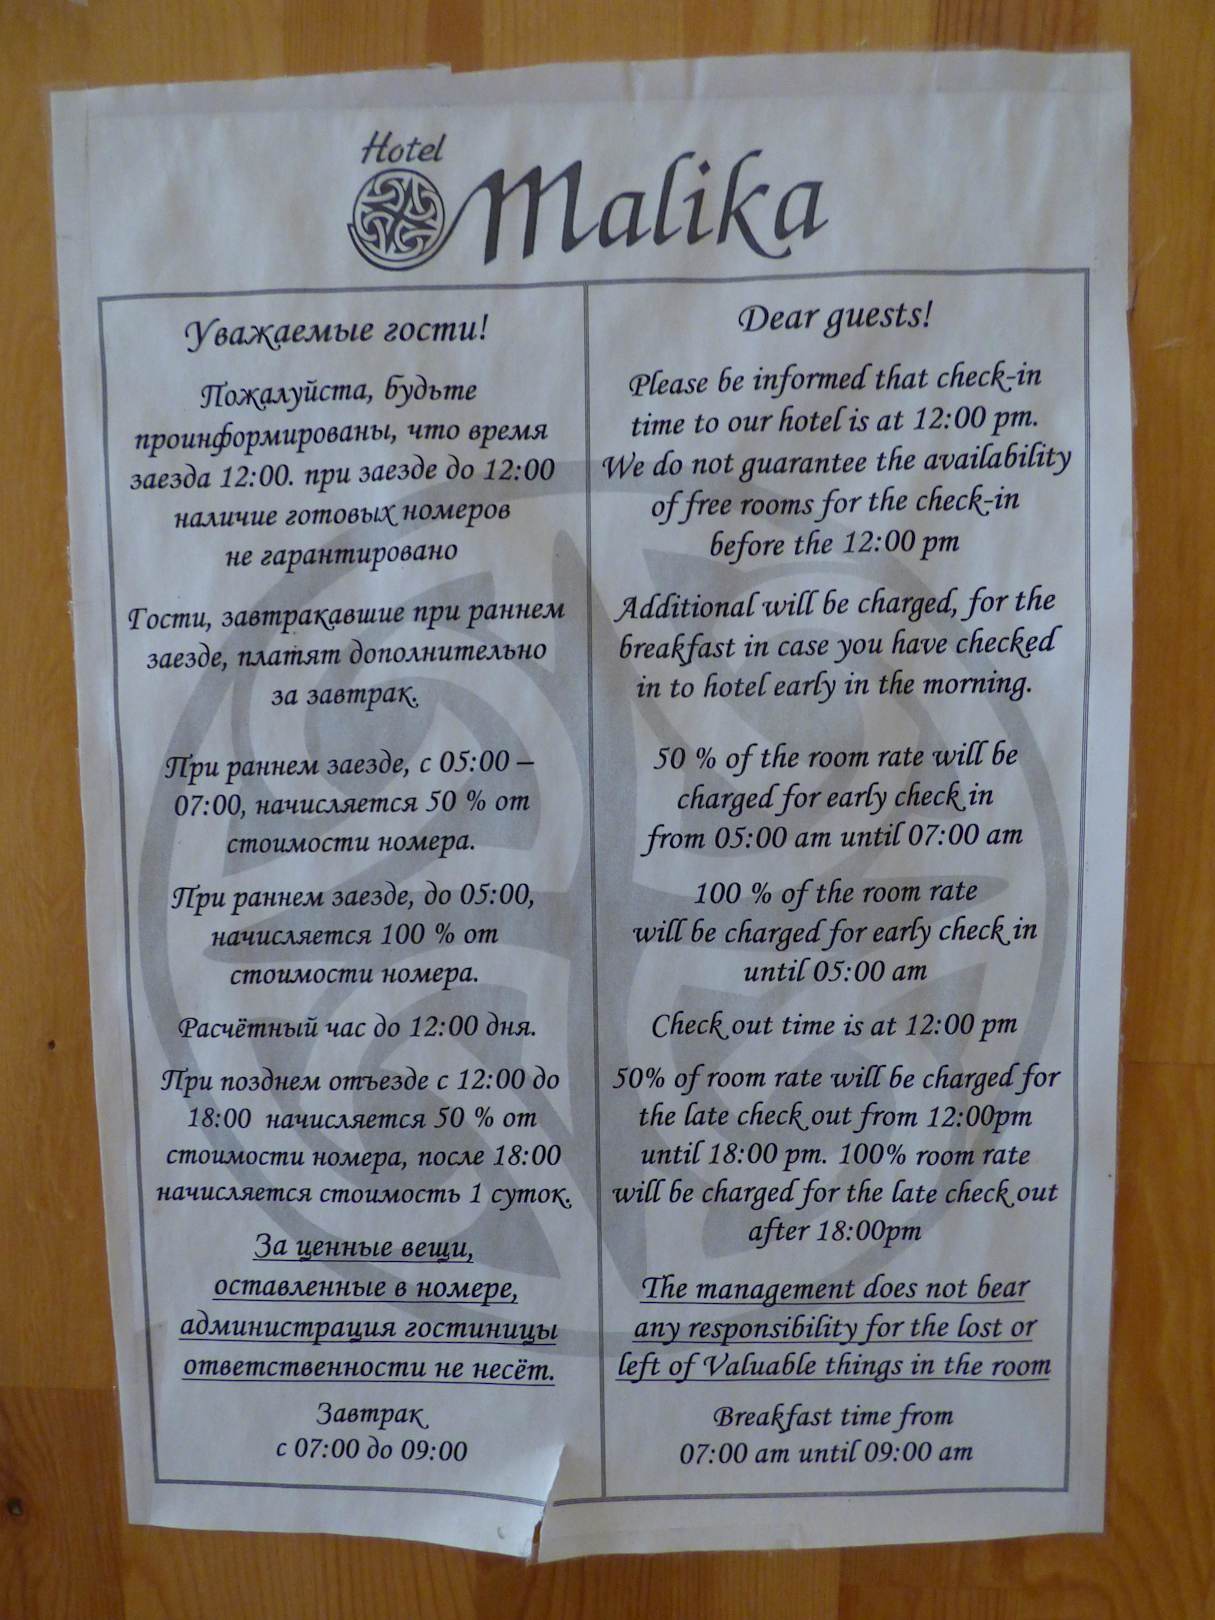 Hotel
Malika
Уважаемые гости!
Пожалуйста, будьте
проинформированы, что время
заезда 12:00. при заезде до 12:00
наличие готовых номеров
не гарантировано
Гости, завтракавшие при раннем
заезде, платят дополнительно
за завтрак.
При раннем заезде, с 05:00 –
07:00, начисляется 50 % от
стоимости номера.
При раннем заезде, до 05:00,
начисляется 100 % от
стоимости номера.
Расчётный час до 12:00 дня.
При позднем отъезде с 12:00 до
18:00 начисляется 50 % от
стоимости номера, после 18:00
начисляется стоимость 1 суток.
За ценные вещи,
оставленные в номере,
администрация гостиницы
ответственности не несёт.
Завтрак
с 07:00 до 09:00
Dear guests!
Please be informed that check-in
time to our hotel is at 12:00 pm.
We do not guarantee the availability
of free rooms for the check-in
before the 12:00 pm
Additional will be charged, for the
breakfast in case you have checked
in to hotel early in the morning.
50 % of the room rate will be
charged for early check in
from 05:00 am until 07:00 am
100 % of the room rate
will be charged for early check in
until 05:00 am
Check out time is at 12:00 pm
50% of room rate will be charged for
the late check out from 12:00pm
until 18:00 pm. 100% room rate
will be charged for the late check out
after 18:00pm
The management does not bear
any responsibility for the lost or
left of Valuable things in the room
Breakfast time from
07:00 am until 09:00 am